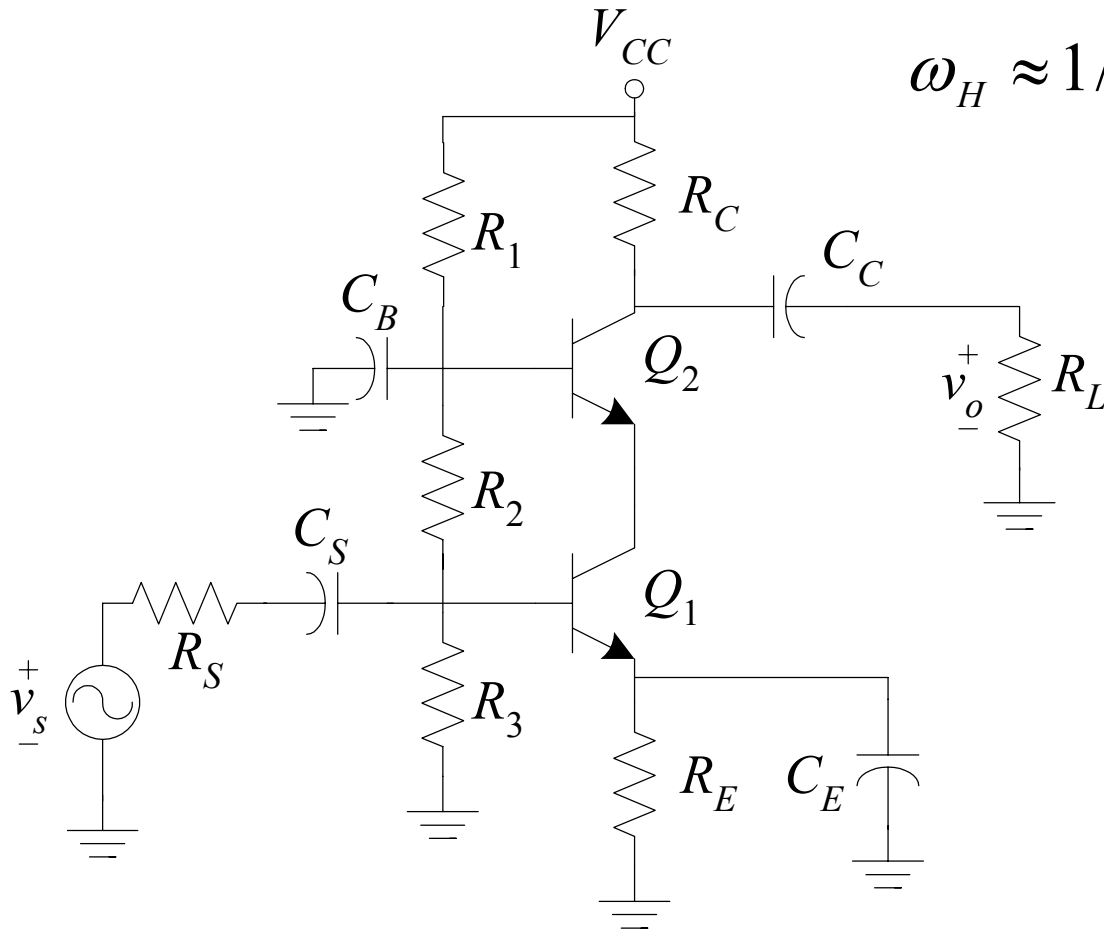 V_CC
ω_H ≈ 1/
R_C
R_1
C_C
C_B
Q_2
+
v_o
−
R_L
R_2
C_S
Q_1
R_S
+
v_s
−
R_3
R_E
C_E